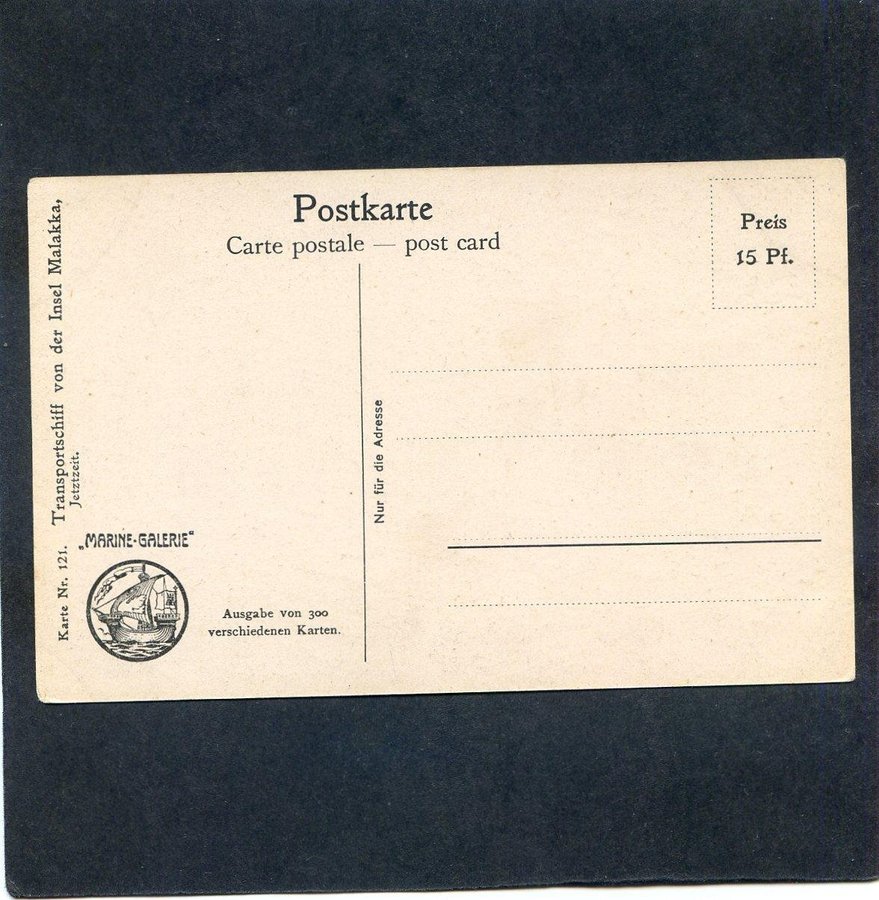 Postkarte
Carte postale — post card
Preis
15 Pf.
Karte Nr. 121. Transportschiff von der Insel Malakka,
Jetztzeit.
Nur für die Adresse
„MARINE-GALERIE“
Ausgabe von 300
verschiedenen Karten.